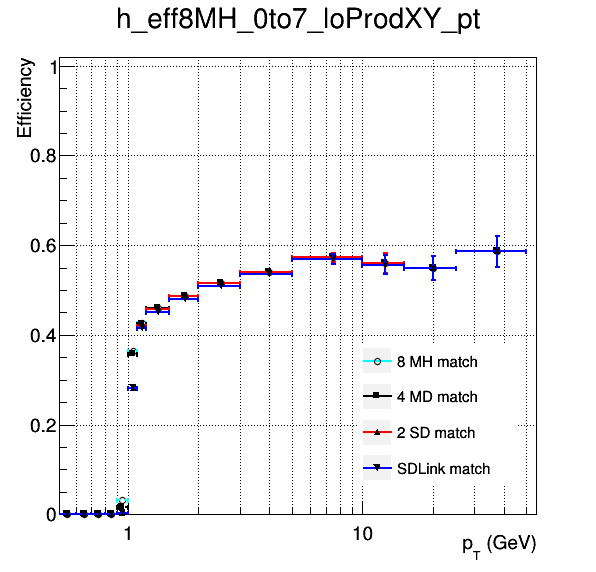 h_eff8MH_0to7_loProdXY_pt
Efficiency
1
0.8
0.6
0.4
0.2
0
8 MH match
4 MD match
2 SD match
SDLink match
1
10
p_T (GeV)